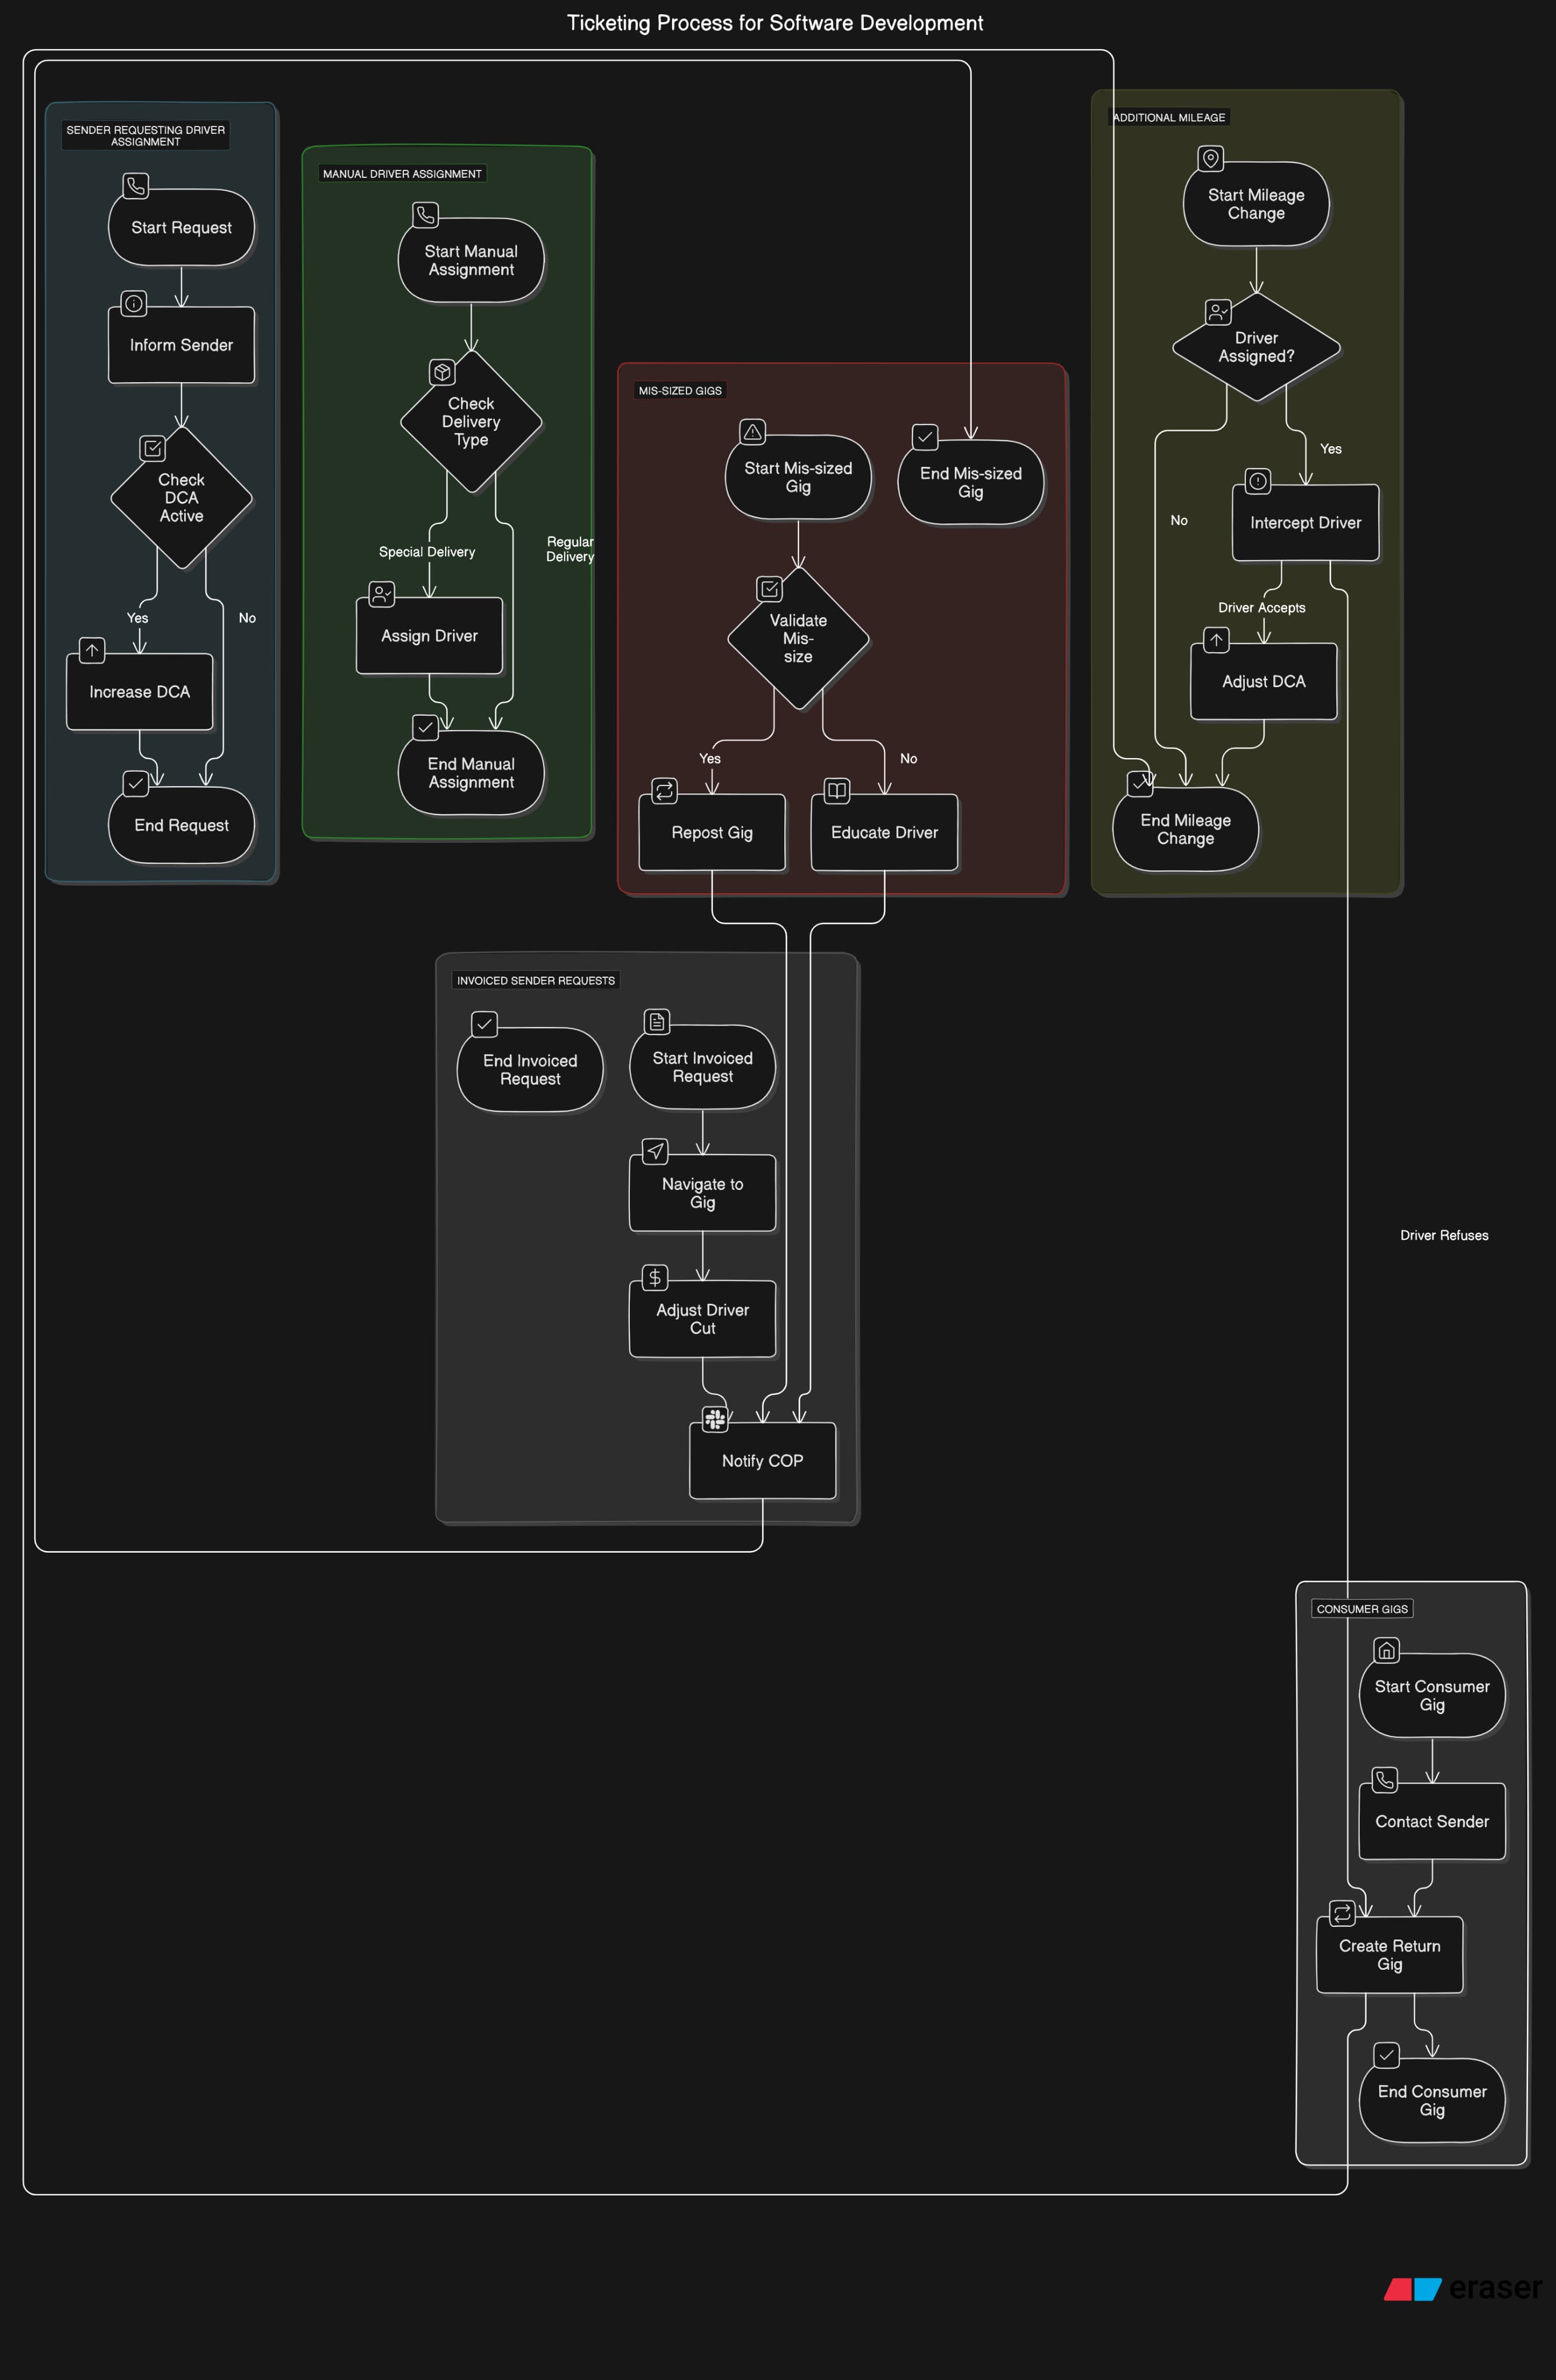 Ticketing Process for Software Development
SENDER REQUESTING DRIVER
ASSIGNMENT
Start Request
Inform Sender
Check
DCA
Active
Yes
No
Increase DCA
End Request
MANUAL DRIVER ASSIGNMENT
Start Manual
Assignment
Check
Delivery
Type
Special Delivery
Regular
Delivery
Assign Driver
End Manual
Assignment
MIS-SIZED GIGS
Start Mis-sized
Gig
End Mis-sized
Gig
Validate
Mis-
size
Yes
No
Repost Gig
Educate Driver
ADDITIONAL MILEAGE
Start Mileage
Change
Driver
Assigned?
Yes
No
Intercept Driver
Driver Accepts
Adjust DCA
End Mileage
Change
INVOICED SENDER REQUESTS
End Invoiced
Request
Start Invoiced
Request
Navigate to
Gig
Adjust Driver
Cut
Notify COP
Driver Refuses
CONSUMER GIGS
Start Consumer
Gig
Contact Sender
Create Return
Gig
End Consumer
Gig
eraser